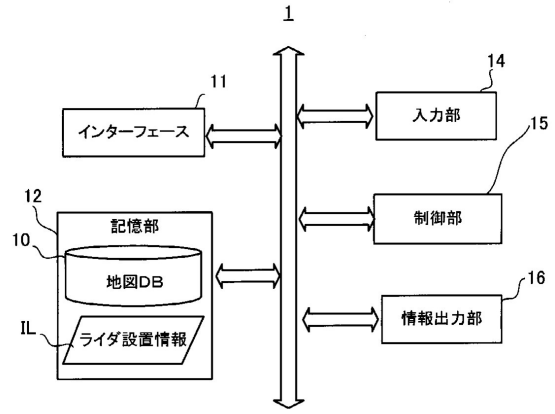 1
11
インターフェース
14
入力部
15
制御部
12
記憶部
10
地図DB
IL
ライダ設置情報
16
情報出力部